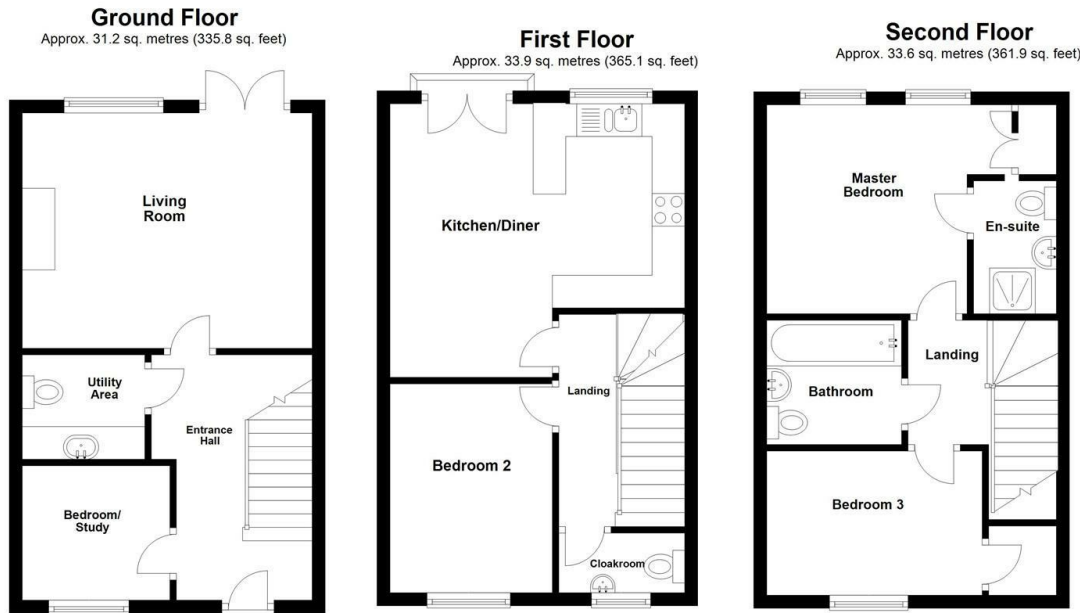 Ground Floor
Approx. 31.2 sq. metres (335.8 sq. feet)
Living
Room
Utility
Area
Entrance
Hall
Bedroom/
Study
First Floor
Approx. 33.9 sq. metres (365.1 sq. feet)
Kitchen/Diner
Landing
Bedroom 2
Cloakroom
Second Floor
Approx. 33.6 sq. metres (361.9 sq. feet)
Master
Bedroom
En-suite
Landing
Bathroom
Bedroom 3